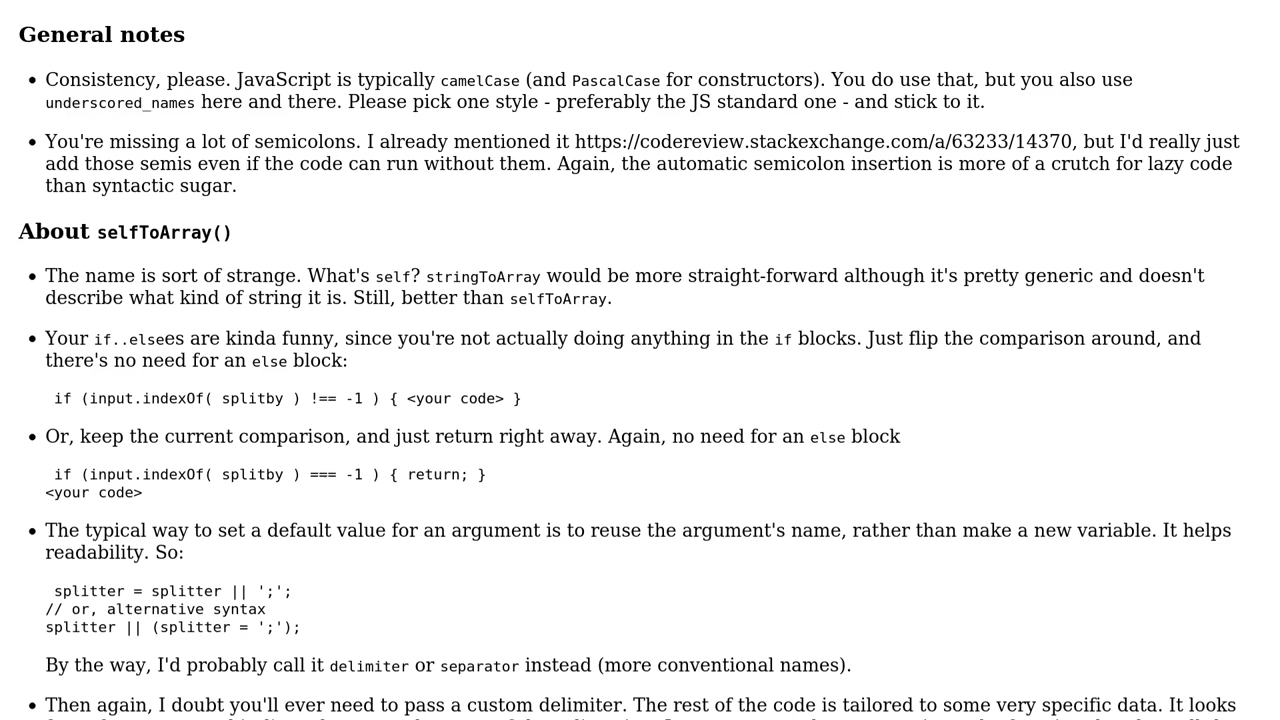 General notes
• Consistency, please. JavaScript is typically camelCase (and PascalCase for constructors). You do use that, but you also use
underscored_names here and there. Please pick one style - preferably the JS standard one - and stick to it.
• You're missing a lot of semicolons. I already mentioned it https://codereview.stackexchange.com/a/63233/14370, but I'd really just
add those semis even if the code can run without them. Again, the automatic semicolon insertion is more of a crutch for lazy code
than syntactic sugar.
About selfToArray()
• The name is sort of strange. What's self? stringToArray would be more straight-forward although it's pretty generic and doesn't
describe what kind of string it is. Still, better than selfToArray.
• Your if..elsees are kinda funny, since you're not actually doing anything in the if blocks. Just flip the comparison around, and
there's no need for an else block:
if (input.indexOf( splitby ) !== -1 ) { <your code> }
• Or, keep the current comparison, and just return right away. Again, no need for an else block
if (input.indexOf( splitby ) === -1 ) { return; }
<your code>
• The typical way to set a default value for an argument is to reuse the argument's name, rather than make a new variable. It helps
readability. So:
splitter = splitter || ';';
// or, alternative syntax
splitter || (splitter = ';');
By the way, I'd probably call it delimiter or separator instead (more conventional names).
• Then again, I doubt you'll ever need to pass a custom delimiter. The rest of the code is tailored to some very specific data. It looks